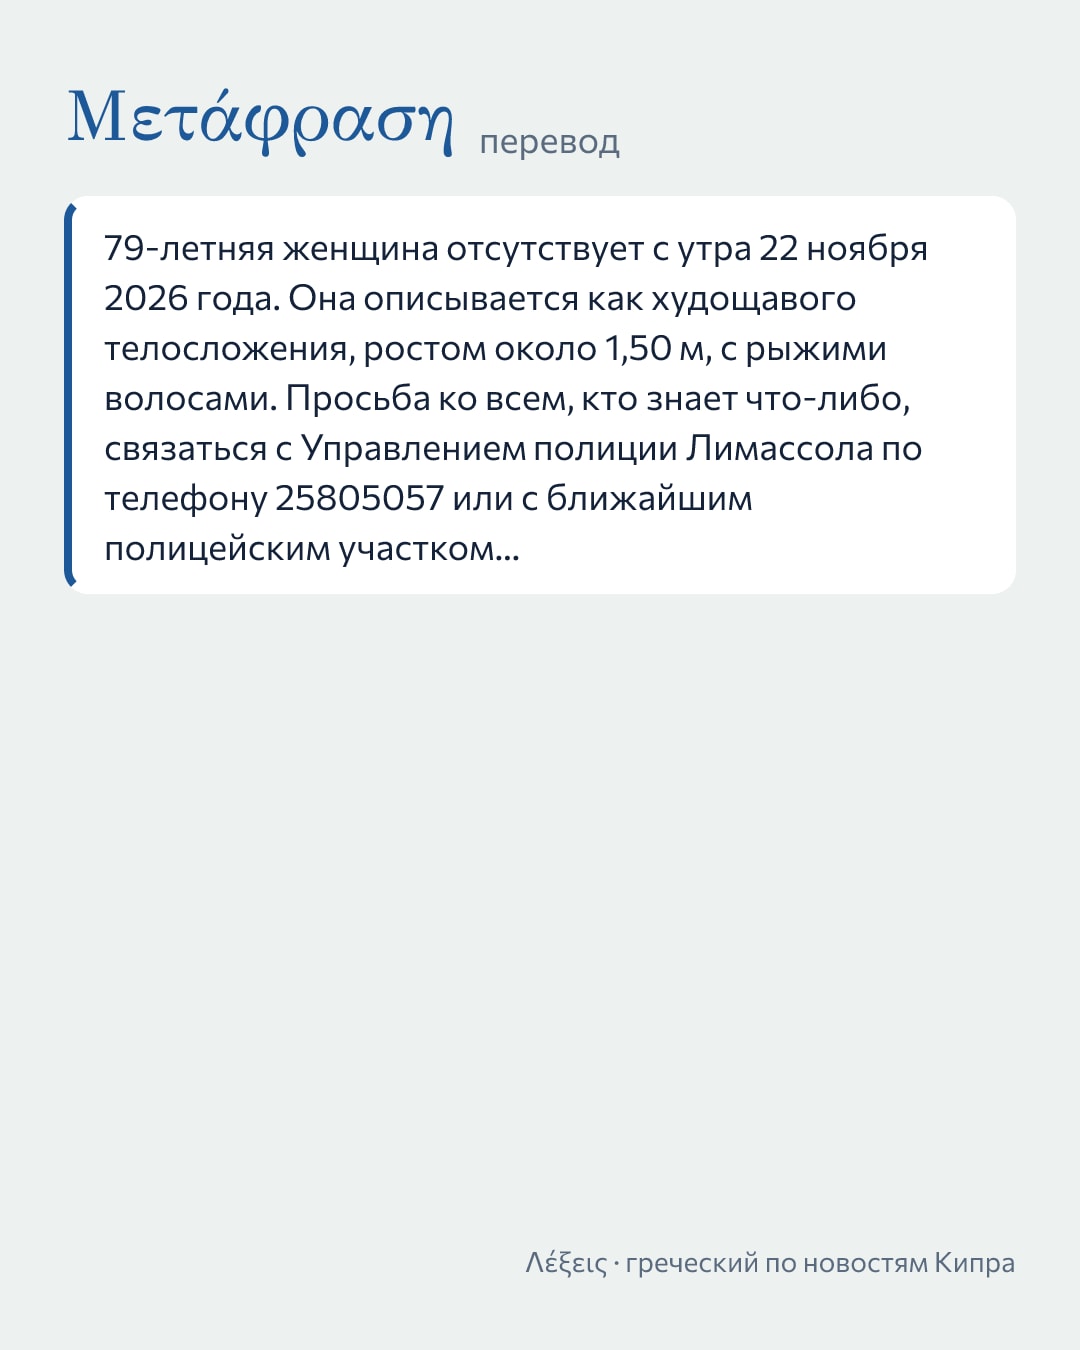 Μετάφραση перевод
79-летняя женщина отсутствует с утра 22 ноября
2026 года. Она описывается как худощавого
телосложения, ростом около 1,50 м, с рыжими
волосами. Просьба ко всем, кто знает что-либо,
связаться с Управлением полиции Лимассола по
телефону 25805057 или с ближайшим
полицейским участком...
Λέξεις · греческий по новостям Кипра